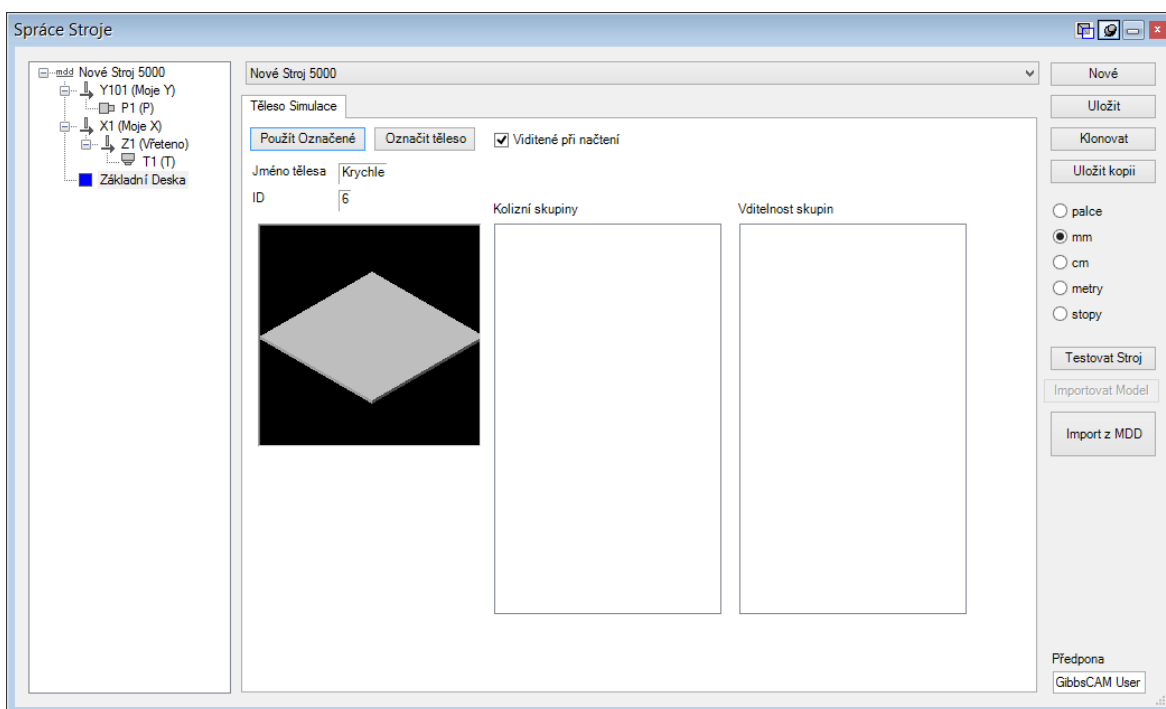 Spráce Stroje
mdd Nové Stroj 5000
Y101 (Moje Y)
P1 (P)
X1 (Moje X)
Z1 (Vřeteno)
T1 (T)
Základní Deska
Nové Stroj 5000
Těleso Simulace
Použít Označené
Označit těleso
Viditené při načtení
Jméno tělesa
Krychle
ID
6
Kolizní skupiny
Vditelnost skupin
Nové
Uložit
Klonovat
Uložit kopii
palce
mm
cm
metry
stopy
Testovat Stroj
Importovat Model
Import z MDD
Předpona
GibbsCAM User